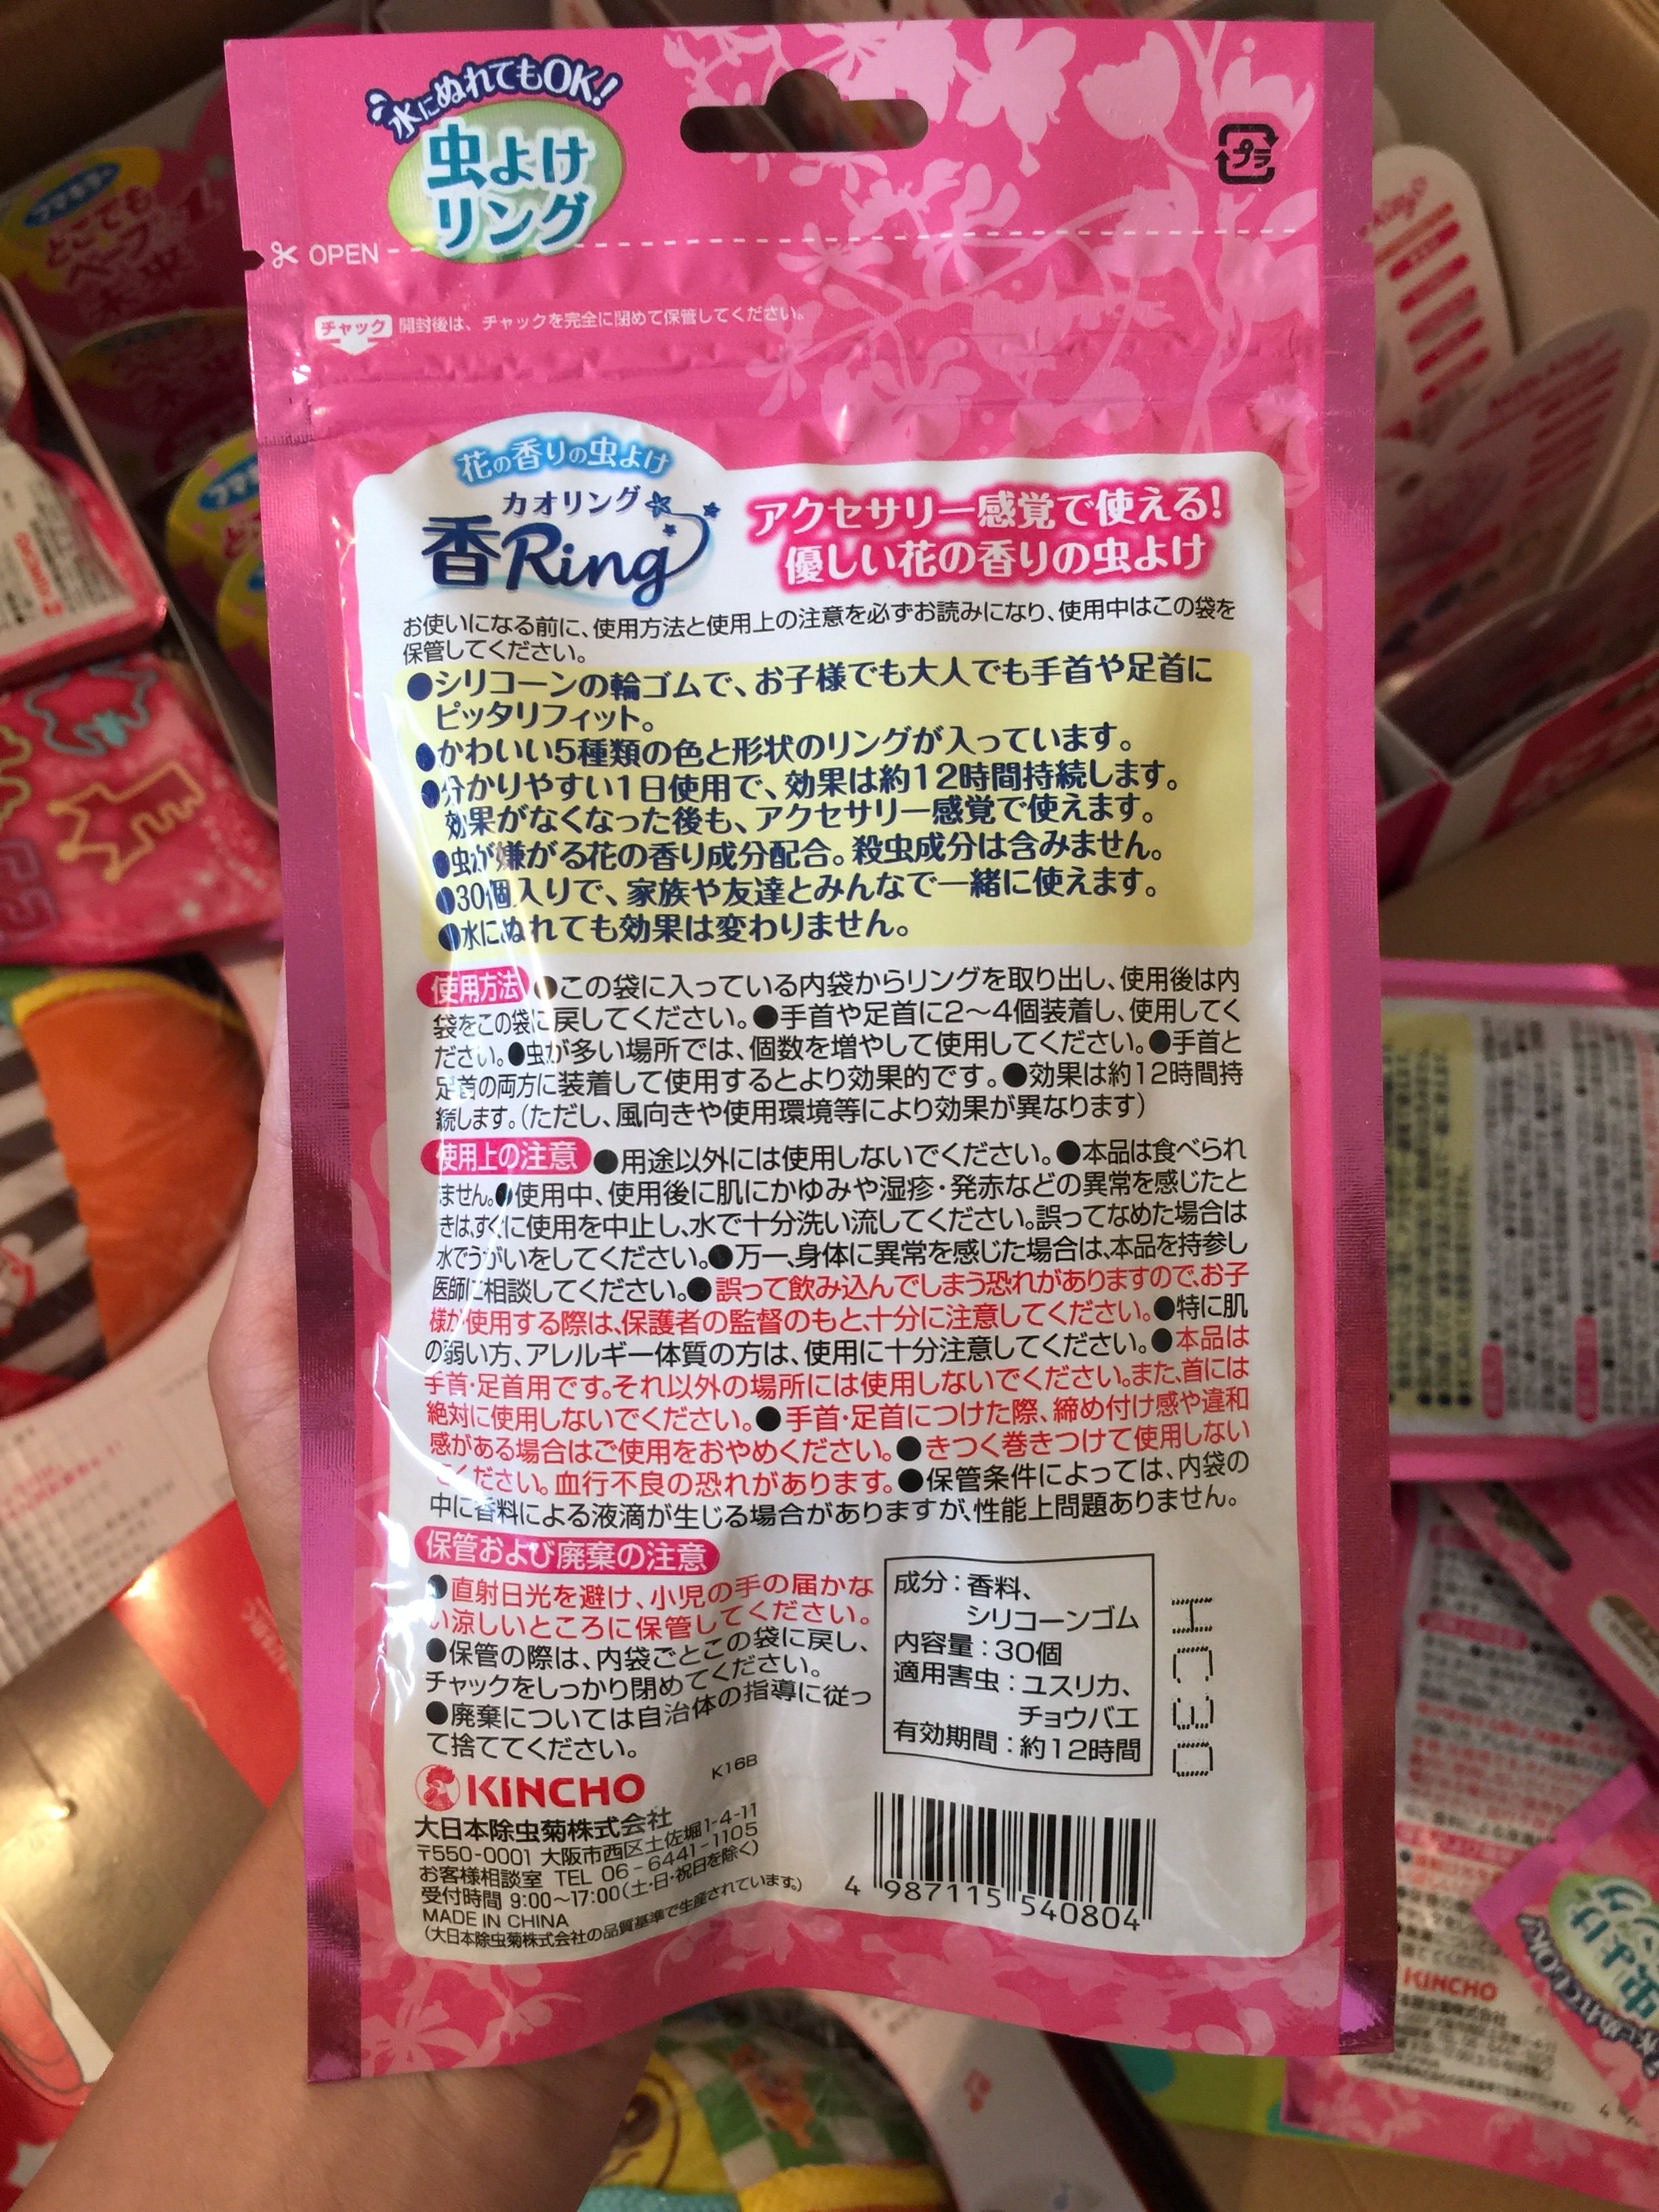 水にぬれてもOK!
虫よけ
リング
プラ
OPEN
チャック 開封後は、チャックを完全に閉めて保管してください。
花の香りの虫よけ
カオリング
香Ring
アクセサリー感覚で使える!
優しい花の香りの虫よけ
お使いになる前に、使用方法と使用上の注意を必ずお読みになり、使用中はこの袋を
保管してください。
●シリコーンの輪ゴムで、お子様でも大人でも手首や足首に
ピッタリフィット。
●かわいい5種類の色と形状のリングが入っています。
●分かりやすい1日使用で、効果は約12時間持続します。
効果がなくなった後も、アクセサリー感覚で使えます。
●虫が嫌がる花の香り成分配合。殺虫成分は含みません。
●30個入りで、家族や友達とみんなで一緒に使えます。
●水にぬれても効果は変わりません。
使用方法 ●この袋に入っている内袋からリングを取り出し、使用後は内
袋をこの袋に戻してください。●手首や足首に2～4個装着し、使用してく
ださい。●虫が多い場所では、個数を増やして使用してください。●手首と
足首の両方に装着して使用するとより効果的です。●効果は約12時間持
続します。(ただし、風向きや使用環境等により効果が異なります)
使用上の注意 ●用途以外には使用しないでください。●本品は食べられ
ません。●使用中、使用後に肌にかゆみや湿疹・発赤などの異常を感じたと
きは、すぐに使用を中止し、水で十分洗い流してください。誤ってなめた場合は
水でうがいをしてください。●万一、身体に異常を感じた場合は、本品を持参し
医師に相談してください。●誤って飲み込んでしまう恐れがありますので、お子
様が使用する際は、保護者の監督のもと、十分に注意してください。●特に肌
の弱い方、アレルギー体質の方は、使用に十分注意してください。●本品は
手首・足首用です。それ以外の場所には使用しないでください。また、首には
絶対に使用しないでください。●手首・足首につけた際、締め付け感や違和
感がある場合はご使用をおやめください。●きつく巻きつけて使用しない
でください。血行不良の恐れがあります。●保管条件によっては、内袋の
中に香料による液滴が生じる場合がありますが、性能上問題ありません。
保管および廃棄の注意
●直射日光を避け、小児の手の届かな
い涼しいところに保管してください。
●保管の際は、内袋ごとこの袋に戻し、
チャックをしっかり閉めてください。
●廃棄については自治体の指導に従っ
て捨ててください。
成分：香料、
シリコーンゴム
内容量：30個
適用害虫：ユスリカ、
チョウバエ
有効期間：約12時間
K16B
KINCHO
大日本除虫菊株式会社
〒550-0001 大阪市西区土佐堀1-4-11
お客様相談室 TEL 06-6441-1105
受付時間 9:00～17:00(土・日・祝日を除く)
MADE IN CHINA
(大日本除虫菊株式会社の品質基準で生産されています。)
4 987115 540804
KINCHO